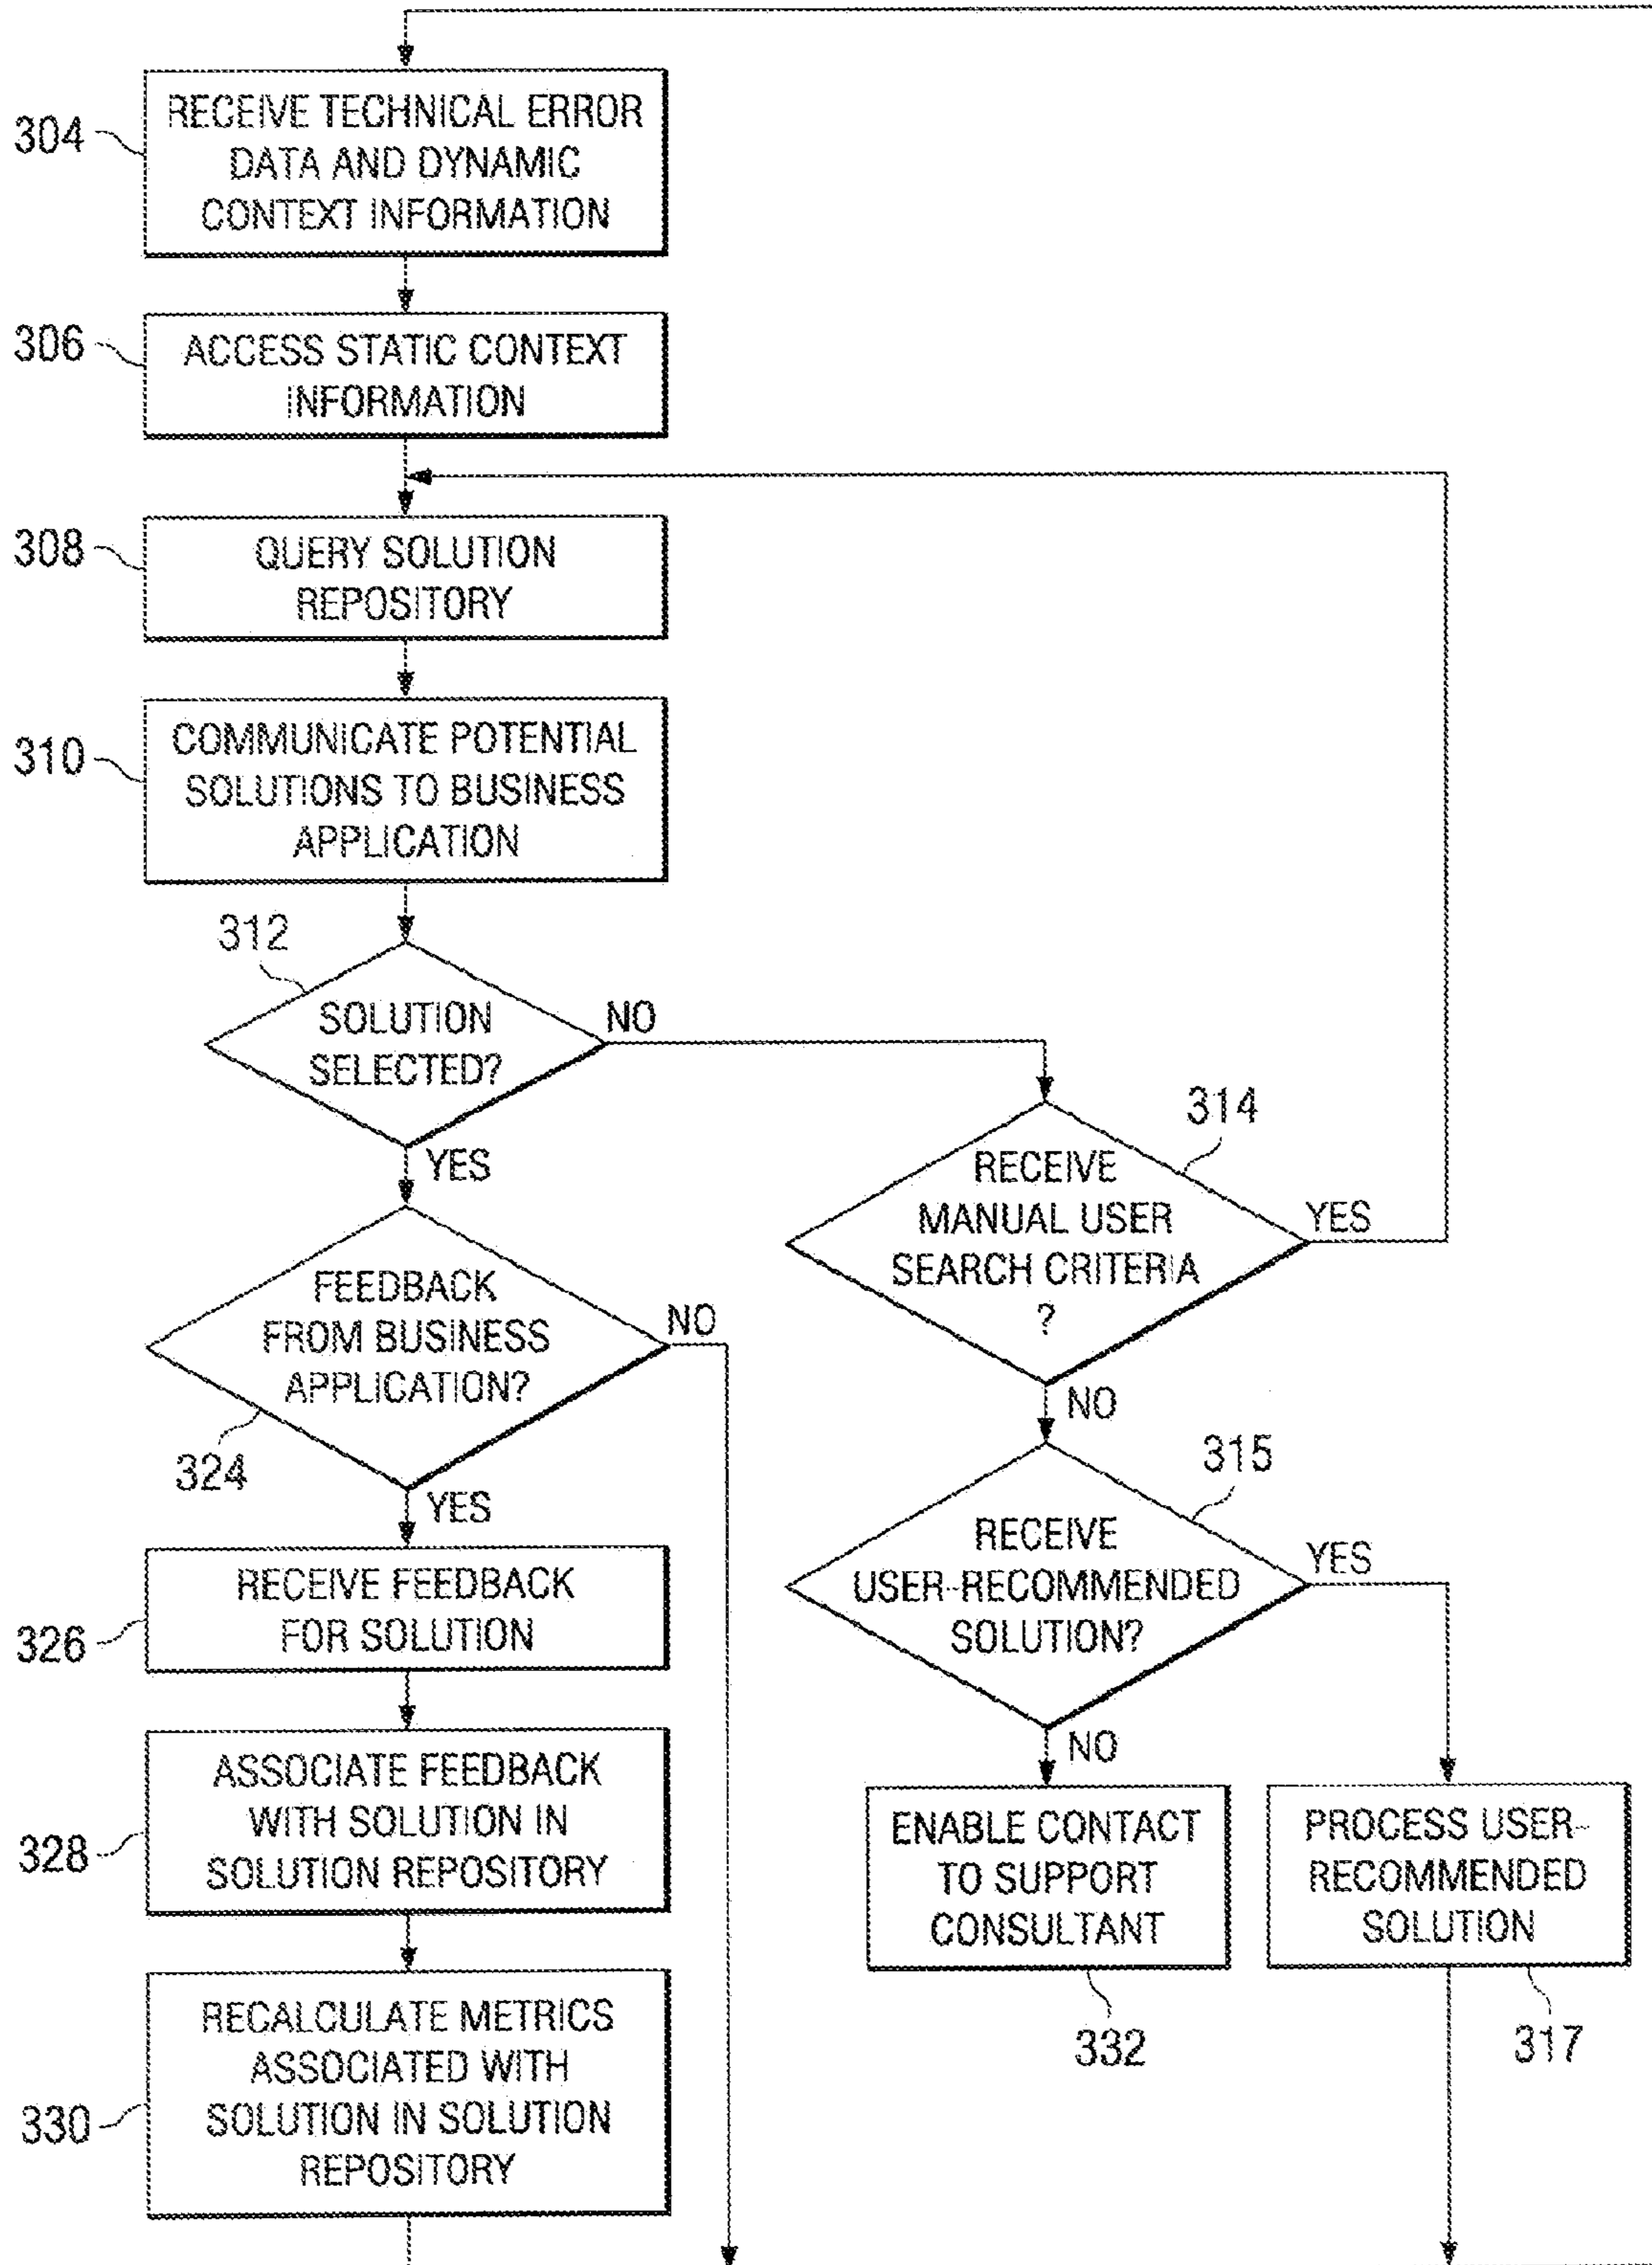 304
RECEIVE TECHNICAL ERROR
DATA AND DYNAMIC
CONTEXT INFORMATION
306
ACCESS STATIC CONTEXT
INFORMATION
308
QUERY SOLUTION
REPOSITORY
310
COMMUNICATE POTENTIAL
SOLUTIONS TO BUSINESS
APPLICATION
312
SOLUTION
SELECTED?
NO
YES
314
RECEIVE
MANUAL USER
SEARCH CRITERIA
?
YES
NO
FEEDBACK
FROM BUSINESS
APPLICATION?
NO
324
YES
315
RECEIVE
USER-RECOMMENDED
SOLUTION?
YES
NO
326
RECEIVE FEEDBACK
FOR SOLUTION
328
ASSOCIATE FEEDBACK
WITH SOLUTION IN
SOLUTION REPOSITORY
ENABLE CONTACT
TO SUPPORT
CONSULTANT
332
PROCESS USER-
RECOMMENDED
SOLUTION
317
330
RECALCULATE METRICS
ASSOCIATED WITH
SOLUTION IN SOLUTION
REPOSITORY